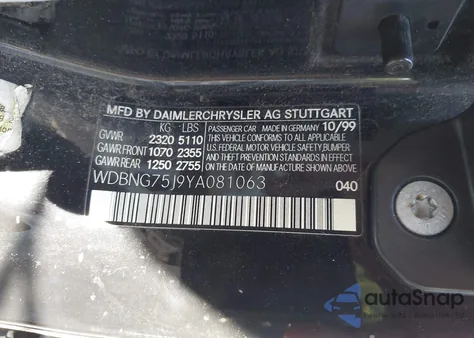 MFD BY DAIMLERCHRYSLER AG STUTTGART
KG LBS PASSENGER CAR MADE IN GERMANY 10/99
GVWR 2320 5110 THIS VEHICLE CONFORMS TO ALL
GAWR FRONT 1070 2355 APPLICABLE U.S. FEDERAL MOTOR
GAWR REAR 1250 2755 VEHICLE SAFETY, BUMPER AND THEFT PREVENTION STANDARDS IN EFFECT ON THE DATE OF MANUFACTURE SHOWN ABOVE.
WDBNG75J9YA081063 040
autoSnap